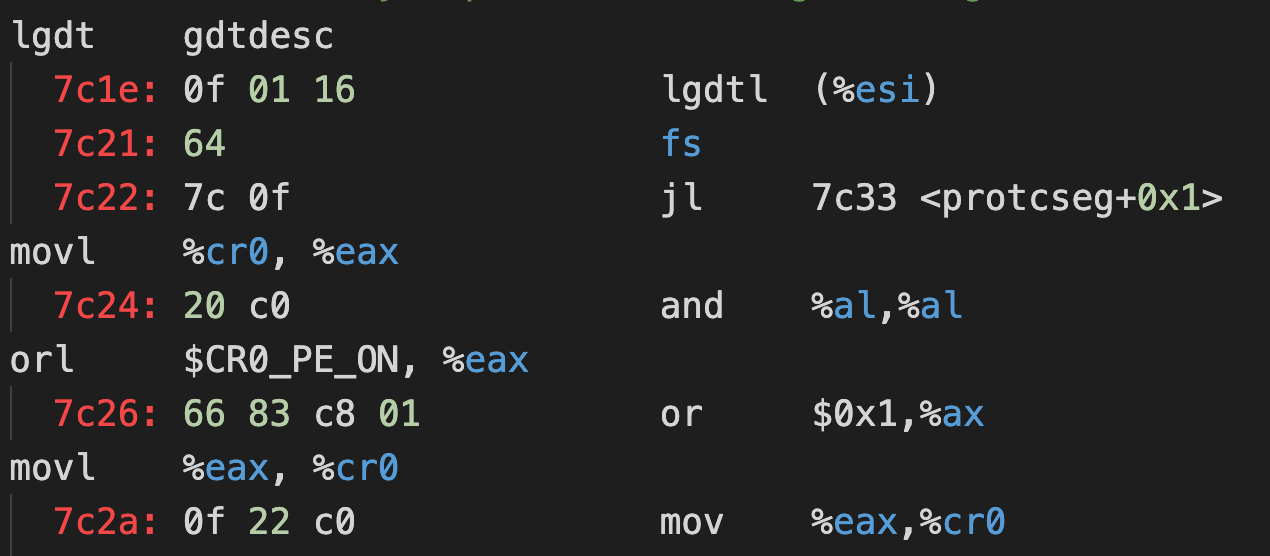 lgdt    gdtdesc
  7c1e: 0f 01 16              lgdtl  (%esi)
  7c21: 64                    fs
  7c22: 7c 0f                 jl     7c33 <protcseg+0x1>
movl    %cr0, %eax
  7c24: 20 c0                 and    %al,%al
orl     $CR0_PE_ON, %eax
  7c26: 66 83 c8 01           or     $0x1,%ax
movl    %eax, %cr0
  7c2a: 0f 22 c0              mov    %eax,%cr0